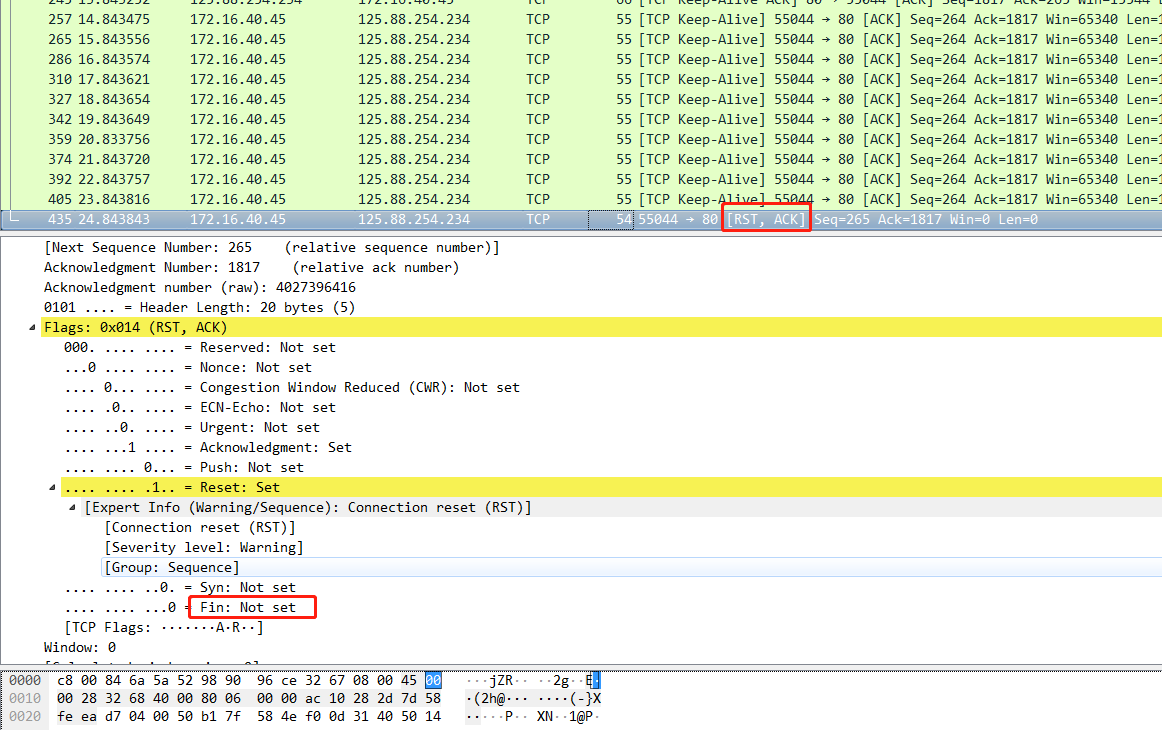 257 14.843475 172.16.40.45 125.88.254.234 TCP 55 [TCP Keep-Alive] 55044 → 80 [ACK] Seq=264 Ack=1817 Win=65340 Len=1
265 15.843556 172.16.40.45 125.88.254.234 TCP 55 [TCP Keep-Alive] 55044 → 80 [ACK] Seq=264 Ack=1817 Win=65340 Len=1
286 16.843574 172.16.40.45 125.88.254.234 TCP 55 [TCP Keep-Alive] 55044 → 80 [ACK] Seq=264 Ack=1817 Win=65340 Len=1
310 17.843621 172.16.40.45 125.88.254.234 TCP 55 [TCP Keep-Alive] 55044 → 80 [ACK] Seq=264 Ack=1817 Win=65340 Len=1
327 18.843654 172.16.40.45 125.88.254.234 TCP 55 [TCP Keep-Alive] 55044 → 80 [ACK] Seq=264 Ack=1817 Win=65340 Len=1
342 19.843649 172.16.40.45 125.88.254.234 TCP 55 [TCP Keep-Alive] 55044 → 80 [ACK] Seq=264 Ack=1817 Win=65340 Len=1
359 20.833756 172.16.40.45 125.88.254.234 TCP 55 [TCP Keep-Alive] 55044 → 80 [ACK] Seq=264 Ack=1817 Win=65340 Len=1
374 21.843720 172.16.40.45 125.88.254.234 TCP 55 [TCP Keep-Alive] 55044 → 80 [ACK] Seq=264 Ack=1817 Win=65340 Len=1
392 22.843757 172.16.40.45 125.88.254.234 TCP 55 [TCP Keep-Alive] 55044 → 80 [ACK] Seq=264 Ack=1817 Win=65340 Len=1
405 23.843816 172.16.40.45 125.88.254.234 TCP 55 [TCP Keep-Alive] 55044 → 80 [ACK] Seq=264 Ack=1817 Win=65340 Len=1
435 24.843843 172.16.40.45 125.88.254.234 TCP 54 55044 → 80 [RST, ACK] Seq=265 Ack=1817 Win=0 Len=0
[Next Sequence Number: 265 (relative sequence number)]
Acknowledgment Number: 1817 (relative ack number)
Acknowledgment number (raw): 4027396416
0101 .... = Header Length: 20 bytes (5)
Flags: 0x014 (RST, ACK)
000. .... .... = Reserved: Not set
...0 .... .... = Nonce: Not set
.... 0... .... = Congestion Window Reduced (CWR): Not set
.... .0.. .... = ECN-Echo: Not set
.... ..0. .... = Urgent: Not set
.... ...1 .... = Acknowledgment: Set
.... .... 0... = Push: Not set
.... .... .1.. = Reset: Set
[Expert Info (Warning/Sequence): Connection reset (RST)]
[Connection reset (RST)]
[Severity level: Warning]
[Group: Sequence]
.... .... ..0. = Syn: Not set
.... .... ...0 = Fin: Not set
[TCP Flags: ·······A·R··]
Window: 0
0000 c8 00 84 6a 5a 52 98 90 96 ce 32 67 08 00 45 00 ···jZR·· ··2g··E·
0010 00 28 32 68 40 00 80 06 00 00 ac 10 28 2d 7d 58 ·(2h@··· ····(-}X
0020 fe ea d7 04 00 50 b1 7f 58 4e f0 0d 31 40 50 14 ·····P·· XN··1@P·